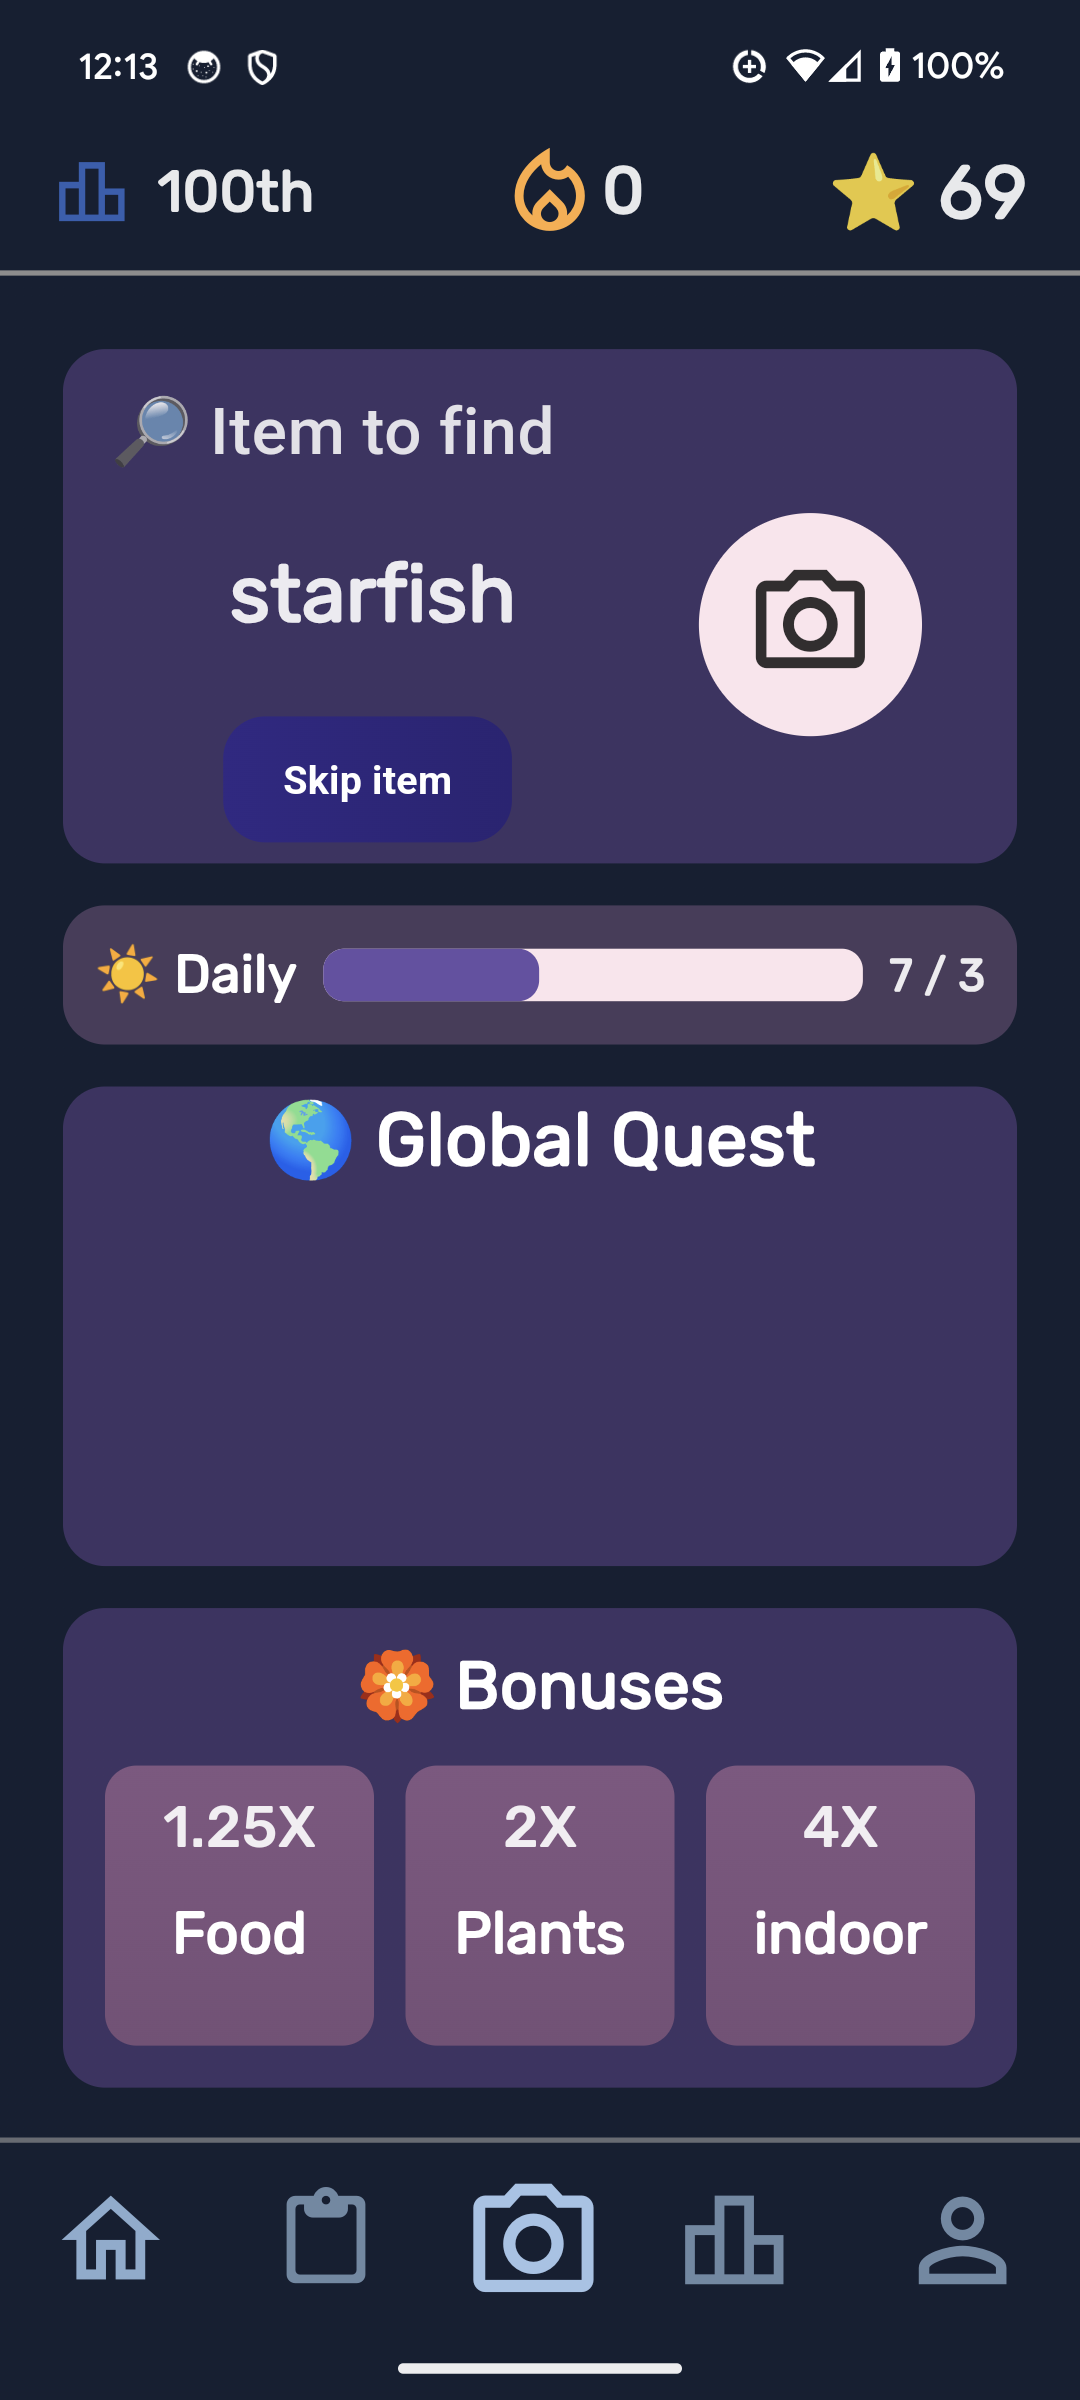 12:13
100%
100th
0
69
Item to find
starfish
Skip item
Daily
7 / 3
Global Quest
Bonuses
1.25X
2X
4X
Food
Plants
indoor